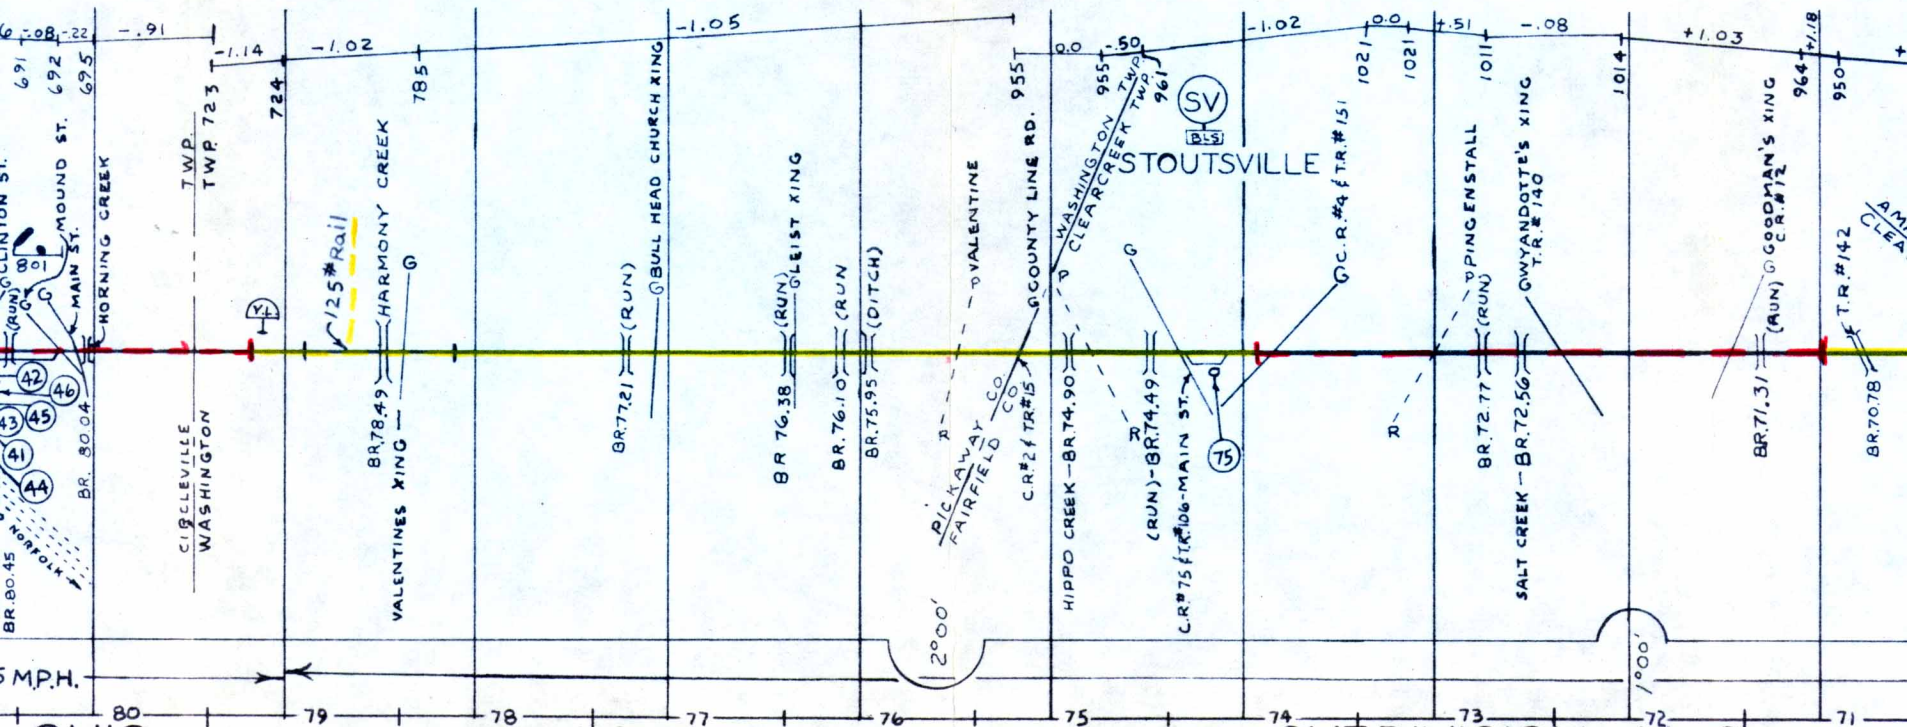 -.08
-.22
-.91
-1.14
-1.02
-1.05
0.0
-.50
-1.02
0.0
+.51
-.08
+1.03
+1.18
691
692
695
TWP. 723
724
785
955
955
961
1021
1021
1011
1014
964
950
CLINTON ST.
801
MOUND ST.
MAIN ST.
HORNING CREEK
(RUN)
G
G
TWP.
Y.L
125# Rail
HARMONY CREEK
G
(RUN)
BULL HEAD CHURCH XING
(RUN)
GLEIST XING
(RUN
(DITCH)
VALENTINE
COUNTY LINE RD.
WASHINGTON TWP.
CLEARCREEK TWP.
SV
STOUTSVILLE
G
P
C.R.#4 & T.R.#151
OPINGENSTALL
(RUN)
WYANDOTTE'S XING
T.R.#140
GOODMAN'S XING
C.R.#12
(RUN)
T.R.#142
42
46
43
45
41
44
BR. 80.04
NORFOLK
BR.80.45
CIRCLEVILLE
WASHINGTON
BR.78.49
VALENTINES XING
BR.77.21
BR 76.38
BR.76.10
BR.75.95
R
PICKAWAY CO.
FAIRFIELD CO.
C.R.#2 & T.R.#15
HIPPO CREEK-BR.74.90
R
(RUN)-BR.74.49
C.R.#75 & T.R.#106-MAIN ST.
75
R
BR.72.77
SALT CREEK-BR.72.56
BR.71.31
BR.70.78
2°00'
1°00'
M.P.H.
80
79
78
77
76
75
74
73
72
71